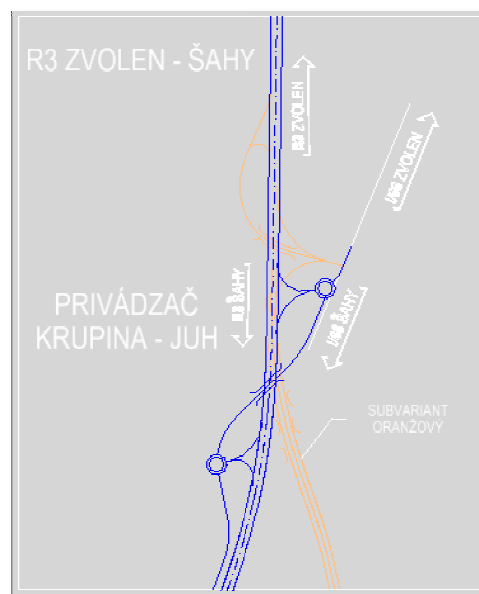 R3 ZVOLEN - ŠAHY
R3 ZVOLEN
I/66 ZVOLEN
R3 ŠAHY
I/66 ŠAHY
PRIVÁDZAČ
KRUPINA - JUH
SUBVARIANT
ORANŽOVÝ